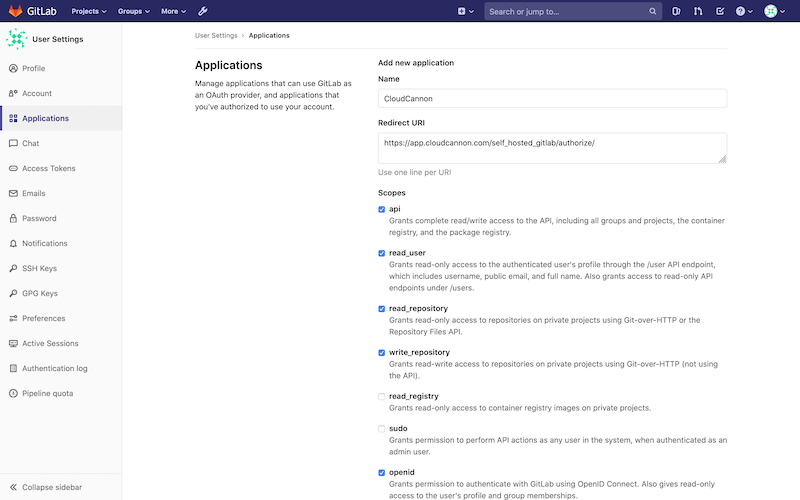 GitLab
Projects
Groups
More
Search or jump to...
User Settings
Profile
Account
Applications
Chat
Access Tokens
Emails
Password
Notifications
SSH Keys
GPG Keys
Preferences
Active Sessions
Authentication log
Pipeline quota
Collapse sidebar
User Settings › Applications
Applications
Manage applications that can use GitLab as
an OAuth provider, and applications that
you've authorized to use your account.
Add new application
Name
CloudCannon
Redirect URI
https://app.cloudcannon.com/self_hosted_gitlab/authorize/
Use one line per URI
Scopes
api
Grants complete read/write access to the API, including all groups and projects, the container
registry, and the package registry.
read_user
Grants read-only access to the authenticated user's profile through the /user API endpoint,
which includes username, public email, and full name. Also grants access to read-only API
endpoints under /users.
read_repository
Grants read-only access to repositories on private projects using Git-over-HTTP or the
Repository Files API.
write_repository
Grants read-write access to repositories on private projects using Git-over-HTTP (not using
the API).
read_registry
Grants read-only access to container registry images on private projects.
sudo
Grants permission to perform API actions as any user in the system, when authenticated as an
admin user.
openid
Grants permission to authenticate with GitLab using OpenID Connect. Also gives read-only
access to the user's profile and group memberships.